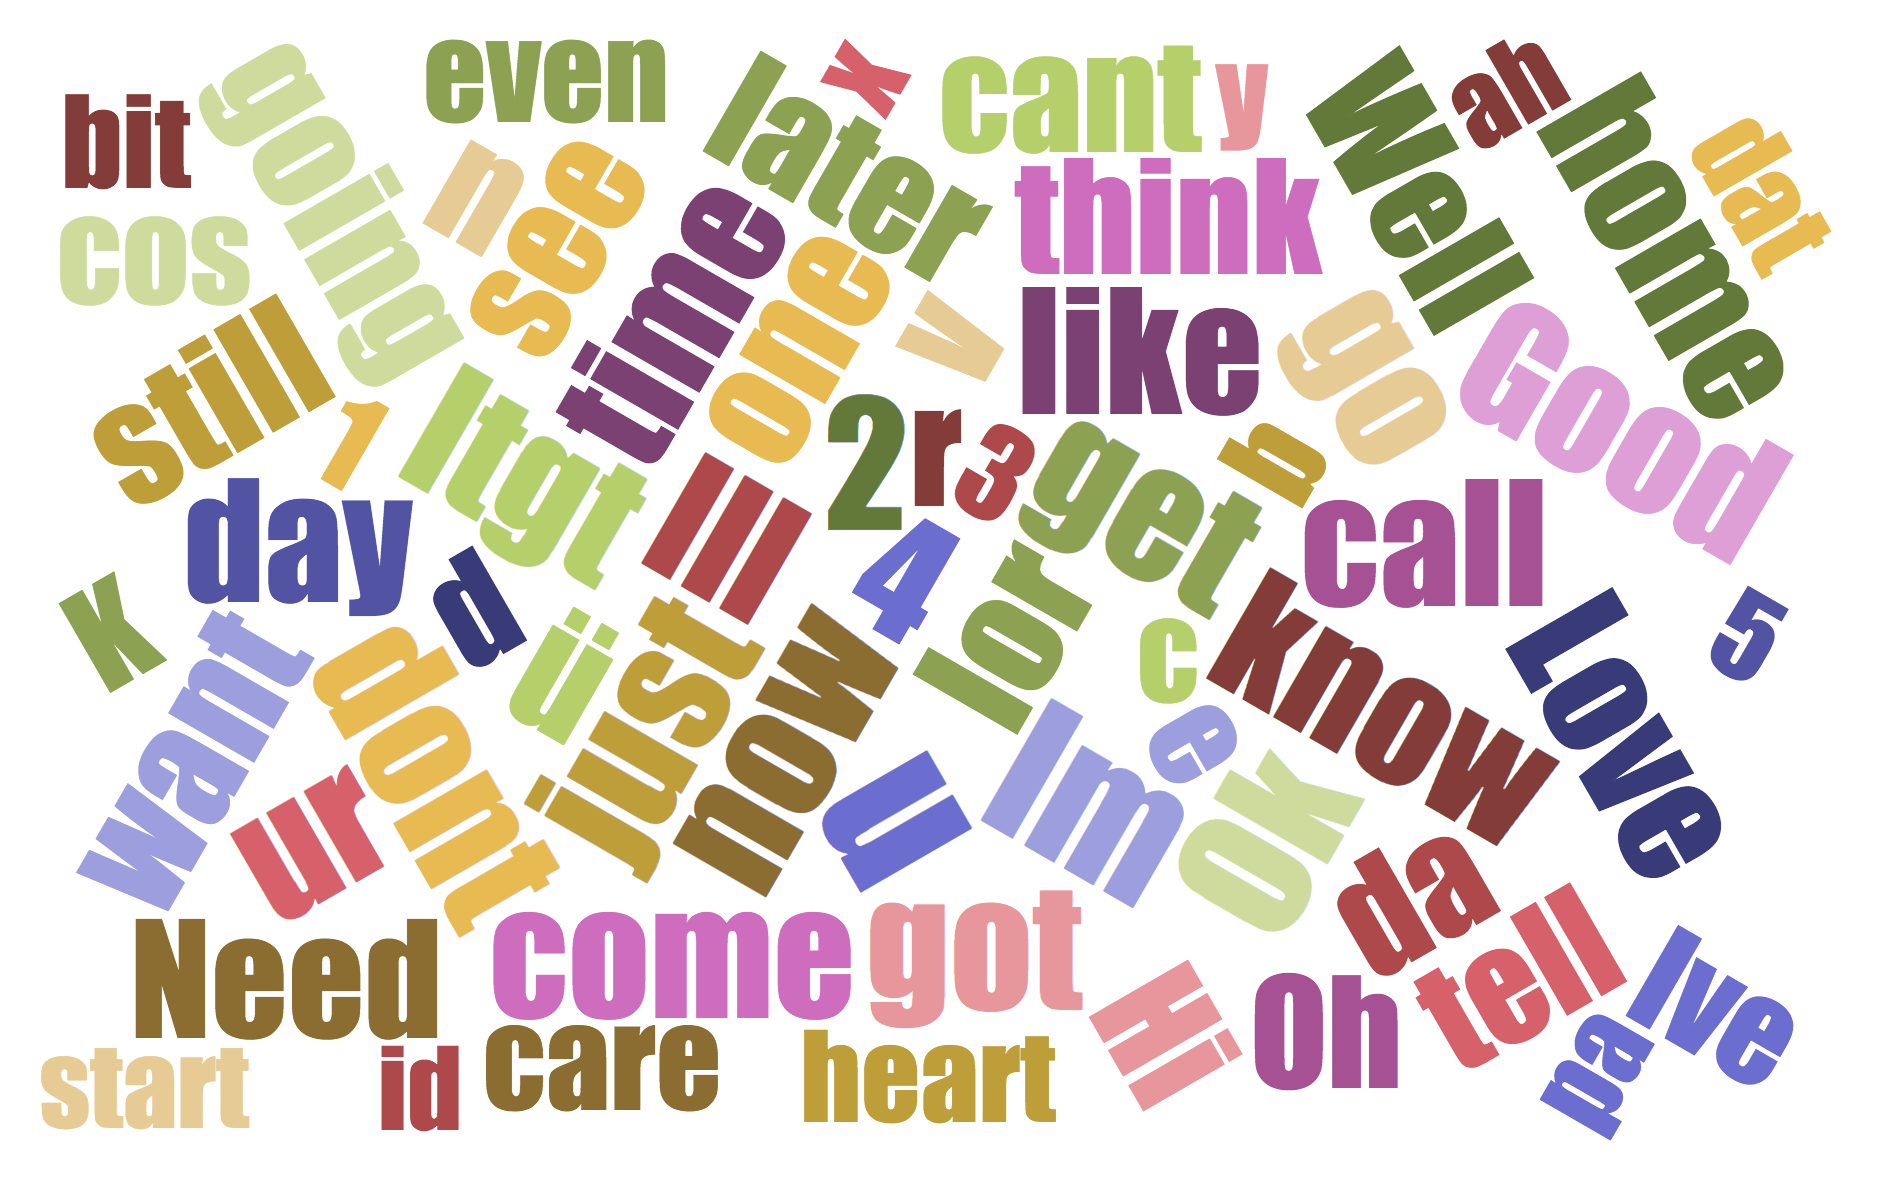 bit
going
even
later
x
cant
y
Well
ah
home
dat
cos
n
see
time
one
think
v
like
go
Good
still
1
ltgt
lll
2
r
3
get
b
call
day
d
4
lor
k
want
dont
ü
just
now
c
know
Love
5
ur
u
Im
e
Ok
da
Need
come
got
Hi
Oh
tell
Ive
pa
start
id
care
heart